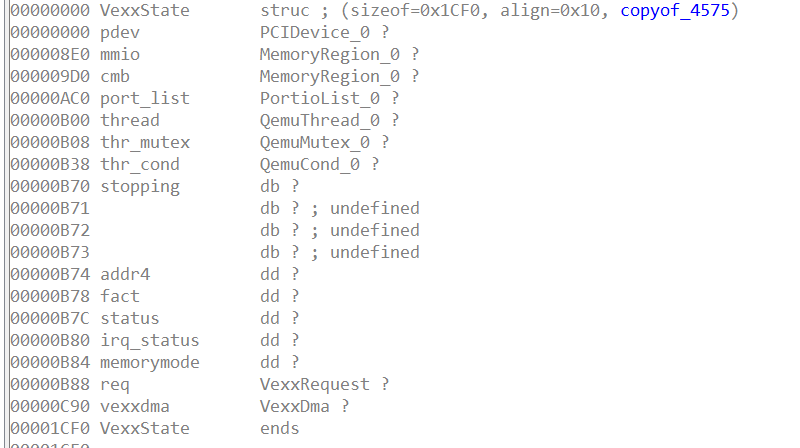 00000000 VexxState struc ; (sizeof=0x1CF0, align=0x10, copyof_4575)
00000000 pdev PCIDevice_0 ?
000008E0 mmio MemoryRegion_0 ?
000009D0 cmb MemoryRegion_0 ?
00000AC0 port_list PortioList_0 ?
00000B00 thread QemuThread_0 ?
00000B08 thr_mutex QemuMutex_0 ?
00000B38 thr_cond QemuCond_0 ?
00000B70 stopping db ?
00000B71 db ? ; undefined
00000B72 db ? ; undefined
00000B73 db ? ; undefined
00000B74 addr4 dd ?
00000B78 fact dd ?
00000B7C status dd ?
00000B80 irq_status dd ?
00000B84 memorymode dd ?
00000B88 req VexxRequest ?
00000C90 vexxdma VexxDma ?
00001CF0 VexxState ends